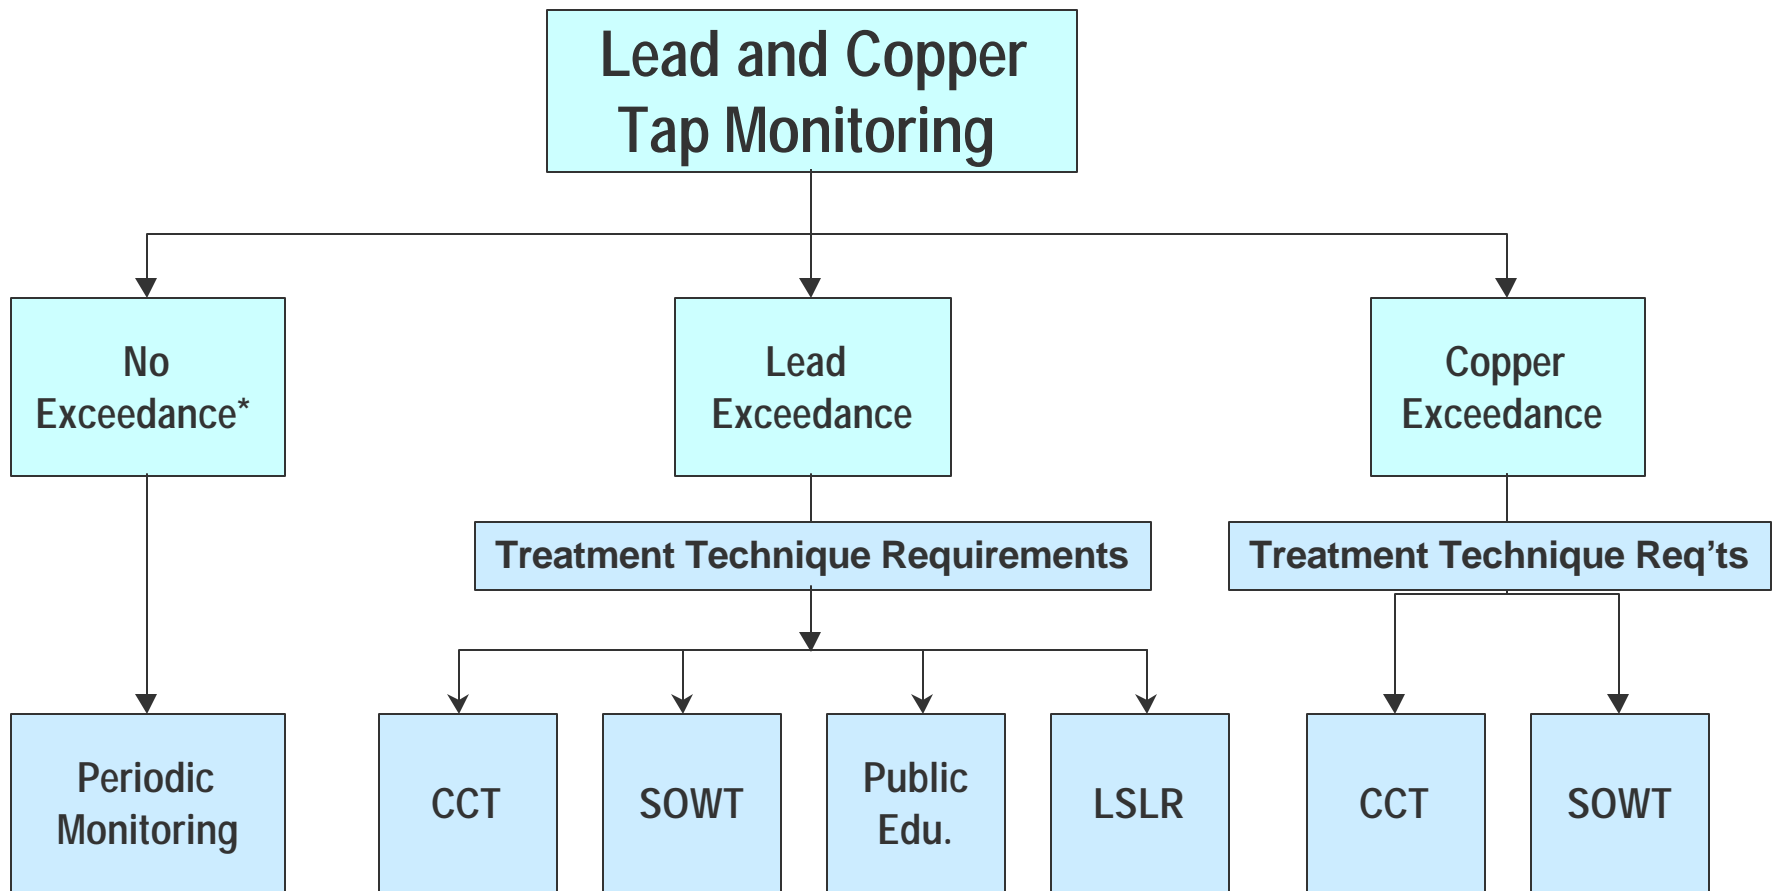 Lead and Copper
Tap Monitoring
No
Exceedance*
Lead
Exceedance
Copper
Exceedance
Treatment Technique Requirements
Treatment Technique Req’ts
Periodic
Monitoring
CCT
SOWT
Public
Edu.
LSLR
CCT
SOWT